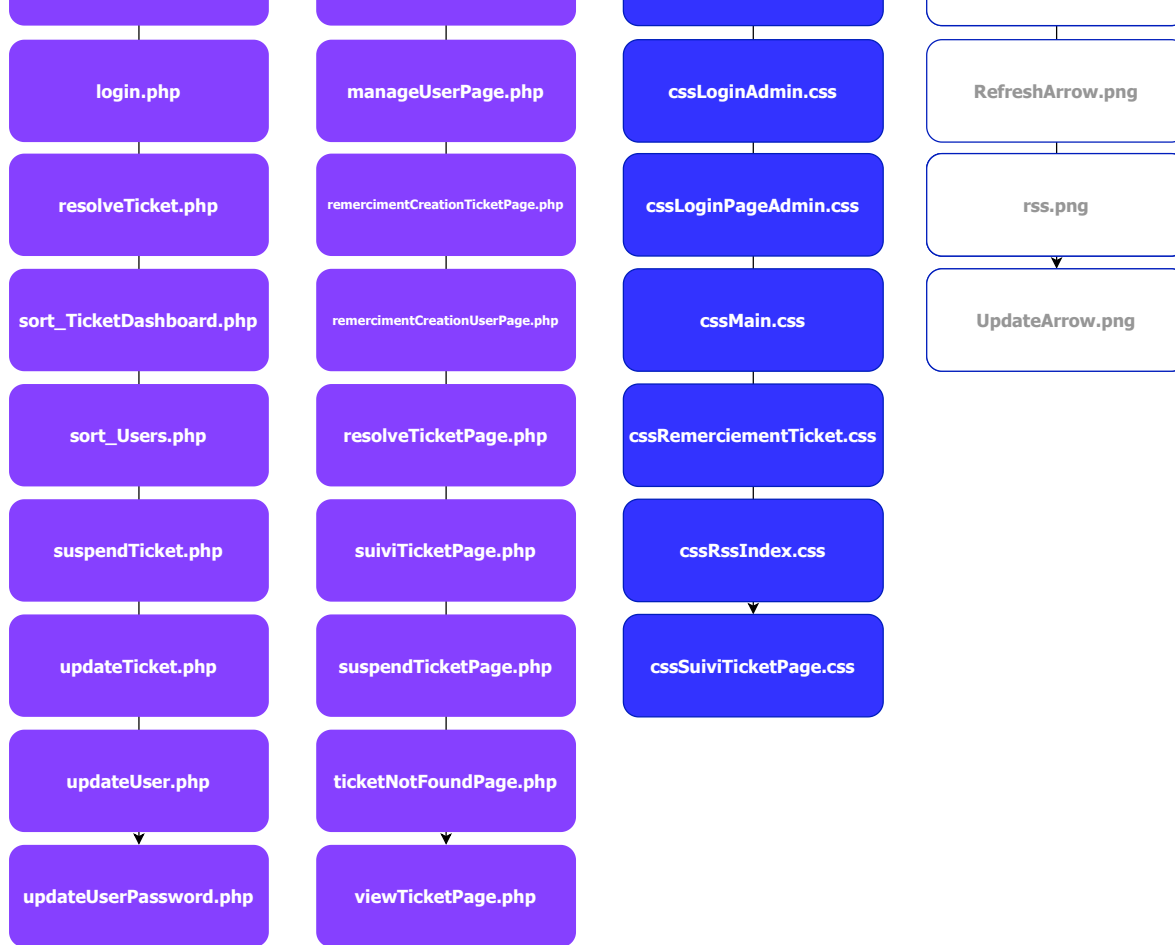 login.php
manageUserPage.php
cssLoginAdmin.css
RefreshArrow.png
resolveTicket.php
remercimentCreationTicketPage.php
cssLoginPageAdmin.css
rss.png
sort_TicketDashboard.php
remercimentCreationUserPage.php
cssMain.css
UpdateArrow.png
sort_Users.php
resolveTicketPage.php
cssRemerciementTicket.css
suspendTicket.php
suiviTicketPage.php
cssRssIndex.css
updateTicket.php
suspendTicketPage.php
cssSuiviTicketPage.css
updateUser.php
ticketNotFoundPage.php
updateUserPassword.php
viewTicketPage.php